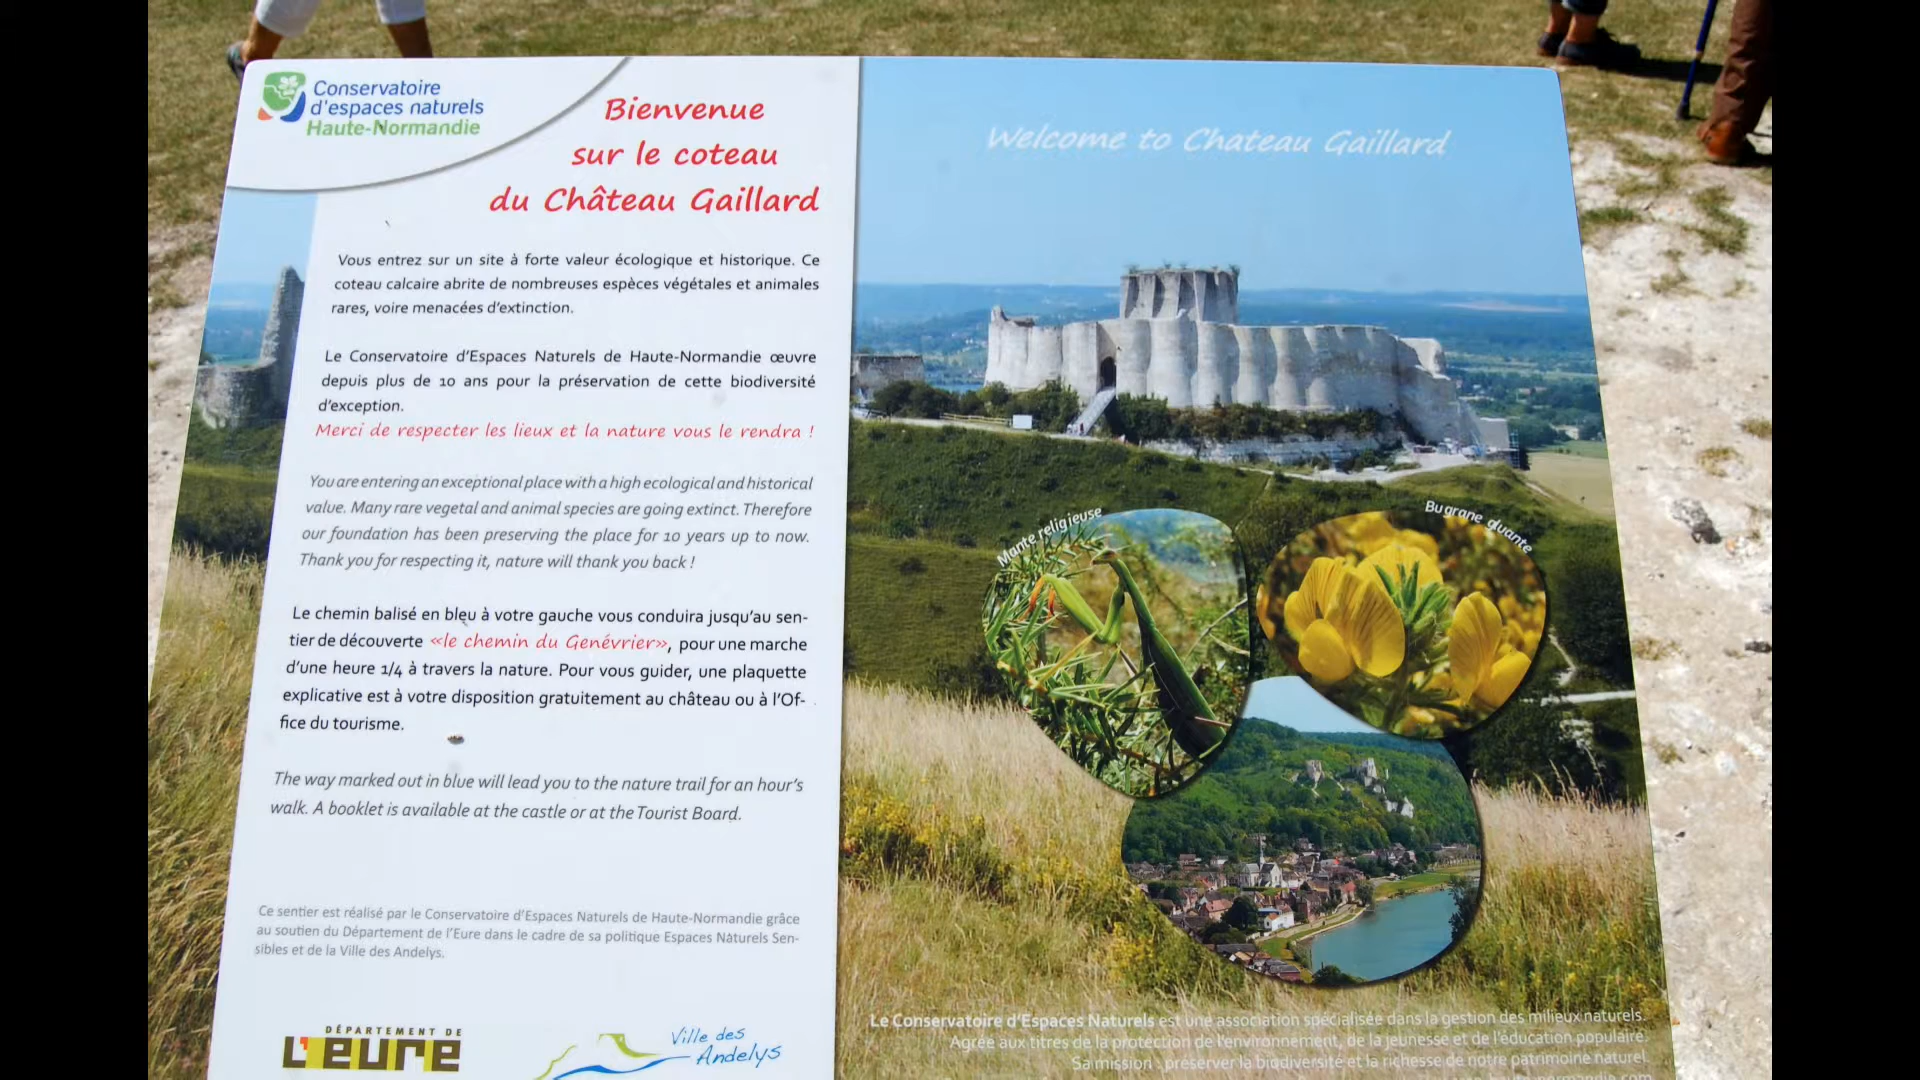 Conservatoire
d'espaces naturels
Haute-Normandie
Bienvenue
sur le coteau
du Château Gaillard
Vous entrez sur un site à forte valeur écologique et historique. Ce
coteau calcaire abrite de nombreuses espèces végétales et animales
rares, voire menacées d'extinction.
Le Conservatoire d'Espaces Naturels de Haute-Normandie œuvre
depuis plus de 10 ans pour la préservation de cette biodiversité
d'exception.
Merci de respecter les lieux et la nature vous le rendra !
You are entering an exceptional place with a high ecological and historical
value. Many rare vegetal and animal species are going extinct. Therefore
our foundation has been preserving the place for 10 years up to now.
Thank you for respecting it, nature will thank you back !
Le chemin balisé en bleu à votre gauche vous conduira jusqu'au sen-
tier de découverte «le chemin du Genévrier», pour une marche
d'une heure 1/4 à travers la nature. Pour vous guider, une plaquette
explicative est à votre disposition gratuitement au château ou à l'Of-
fice du tourisme.
The way marked out in blue will lead you to the nature trail for an hour's
walk. A booklet is available at the castle or at the Tourist Board.
Ce sentier est réalisé par le Conservatoire d'Espaces Naturels de Haute-Normandie grâce
au soutien du Département de l'Eure dans le cadre de sa politique Espaces Naturels Sen-
sibles et de la Ville des Andelys.
DÉPARTEMENT DE
L'EURE
Ville des
Andelys
Welcome to Chateau Gaillard
Mante religieuse
Bugrane gluante
Le Conservatoire d'Espaces Naturels est une association spécialisée dans la gestion des milieux naturels.
Agréé aux titres de la protection de l'environnement, de la jeunesse et de l'éducation populaire.
Sa mission : préserver la biodiversité et la richesse de notre patrimoine naturel.